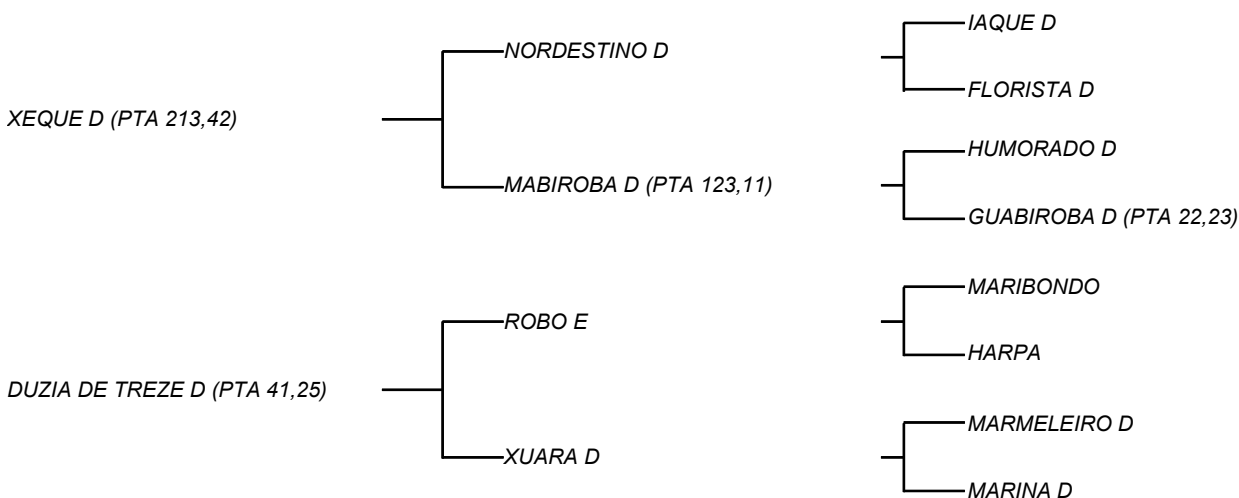 IAQUE D
NORDESTINO D
FLORISTA D
XEQUE D (PTA 213,42)
HUMORADO D
MABIROBA D (PTA 123,11)
GUABIROBA D (PTA 22,23)
MARIBONDO
ROBO E
HARPA
DUZIA DE TREZE D (PTA 41,25)
MARMELEIRO D
XUARA D
MARINA D